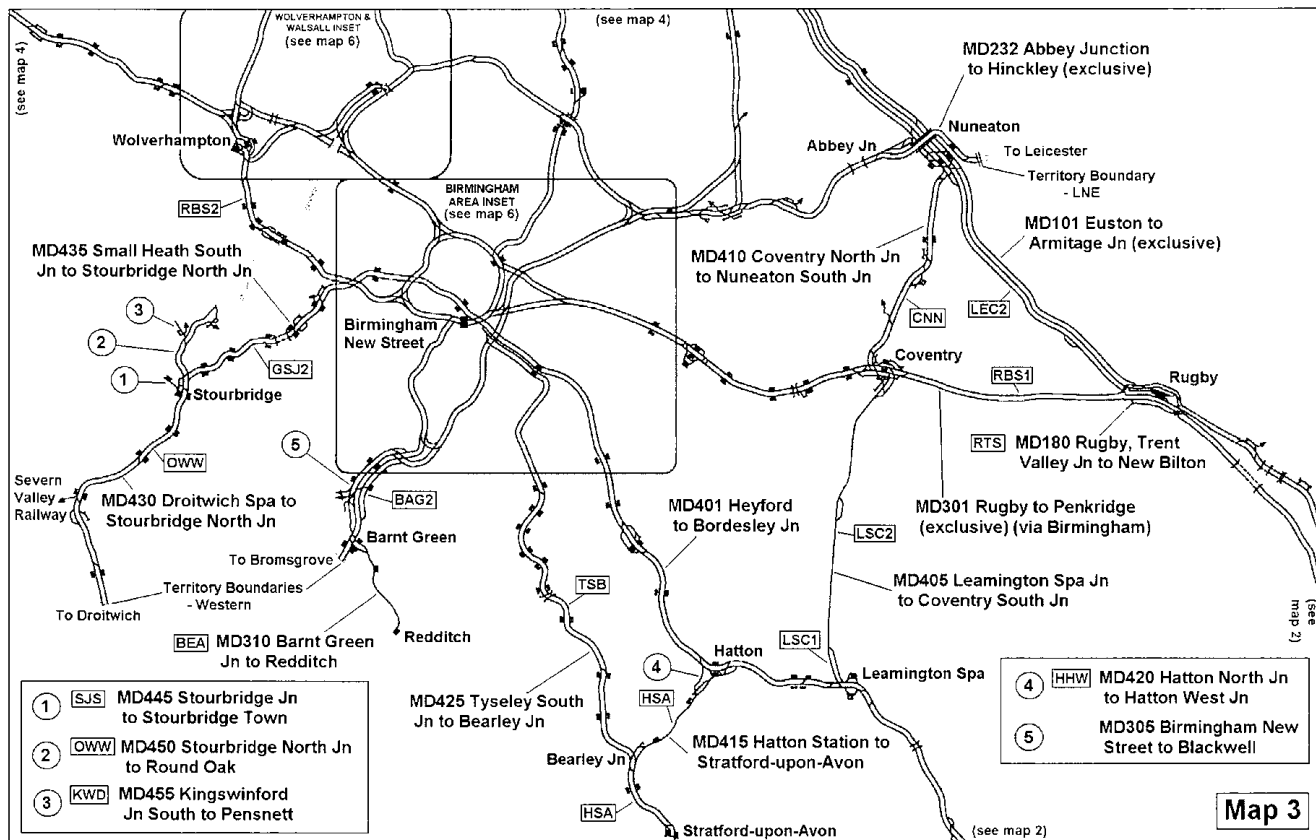 (see map 4)
WOLVERHAMPTON &
WALSALL INSET
(see map 6)
(see map 4)
MD232 Abbey Junction
to Hinckley (exclusive)
Wolverhampton
Abbey Jn
Nuneaton
To Leicester
Territory Boundary
- LNE
BIRMINGHAM
AREA INSET
(see map 6)
RBS2
MD435 Small Heath South
Jn to Stourbridge North Jn
MD410 Coventry North Jn
to Nuneaton South Jn
MD101 Euston to
Armitage Jn (exclusive)
CNN
LEC2
3
2
1
Birmingham
New Street
GSJ2
Stourbridge
Coventry
RBS1
Rugby
OWW
5
RTS
MD180 Rugby, Trent
Valley Jn to New Bilton
Severn
Valley
Railway
MD430 Droitwich Spa to
Stourbridge North Jn
BAG2
MD401 Heyford
to Bordesley Jn
MD301 Rugby to Penkridge
(exclusive) (via Birmingham)
Barnt Green
To Bromsgrove
LSC2
Territory Boundaries
- Western
To Droitwich
TSB
MD405 Leamington Spa Jn
to Coventry South Jn
(see
map 2)
Redditch
BEA
MD310 Barnt Green
Jn to Redditch
Hatton
LSC1
Leamington Spa
4
HSA
MD425 Tyseley South
Jn to Bearley Jn
MD415 Hatton Station to
Stratford-upon-Avon
Bearley Jn
HSA
Stratford-upon-Avon
(see map 2)
1 SJS MD445 Stourbridge Jn
to Stourbridge Town
2 OWW MD450 Stourbridge North Jn
to Round Oak
3 KWD MD455 Kingswinford
Jn South to Pensnett
4 HHW MD420 Hatton North Jn
to Hatton West Jn
5 MD305 Birmingham New
Street to Blackwell
Map 3